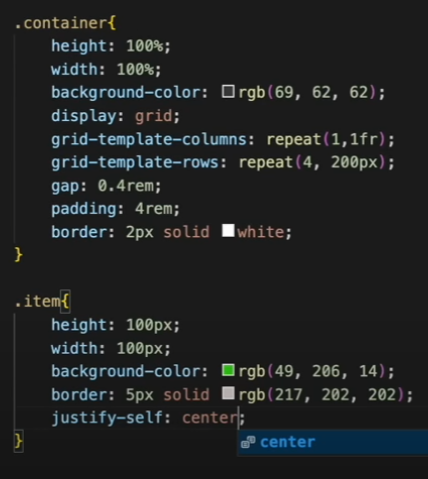 .container{
height: 100%;
width: 100%;
background-color: rgb(69, 62, 62);
display: grid;
grid-template-columns: repeat(1,1fr);
grid-template-rows: repeat(4, 200px);
gap: 0.4rem;
padding: 4rem;
border: 2px solid white;
}
.item{
height: 100px;
width: 100px;
background-color: rgb(49, 206, 14);
border: 5px solid rgb(217, 202, 202);
justify-self: center;
center
}